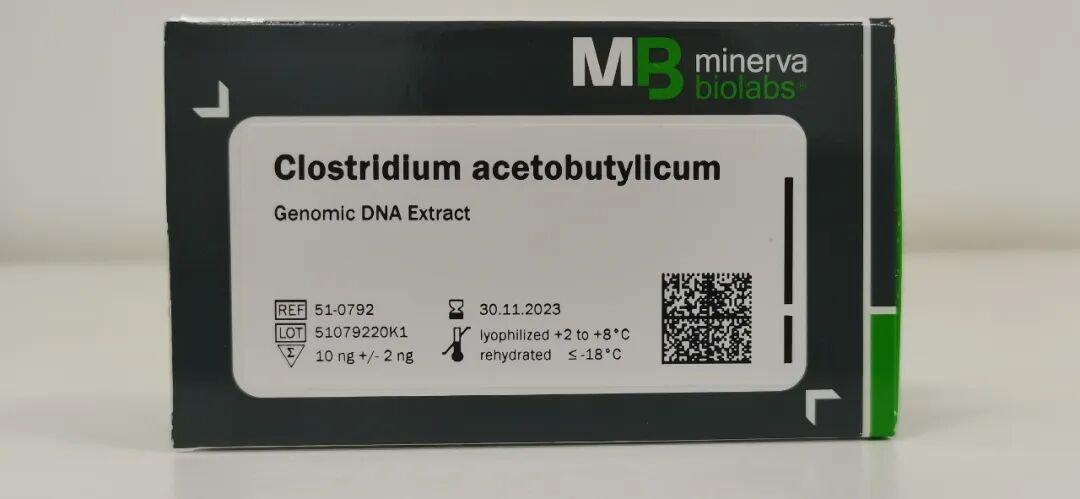 MB minerva
biolabs®
Clostridium acetobutylicum
Genomic DNA Extract
REF 51-0792
LOT 51079220K1
Σ 10 ng +/- 2 ng
30.11.2023
lyophilized +2 to +8°C
rehydrated ≤-18°C